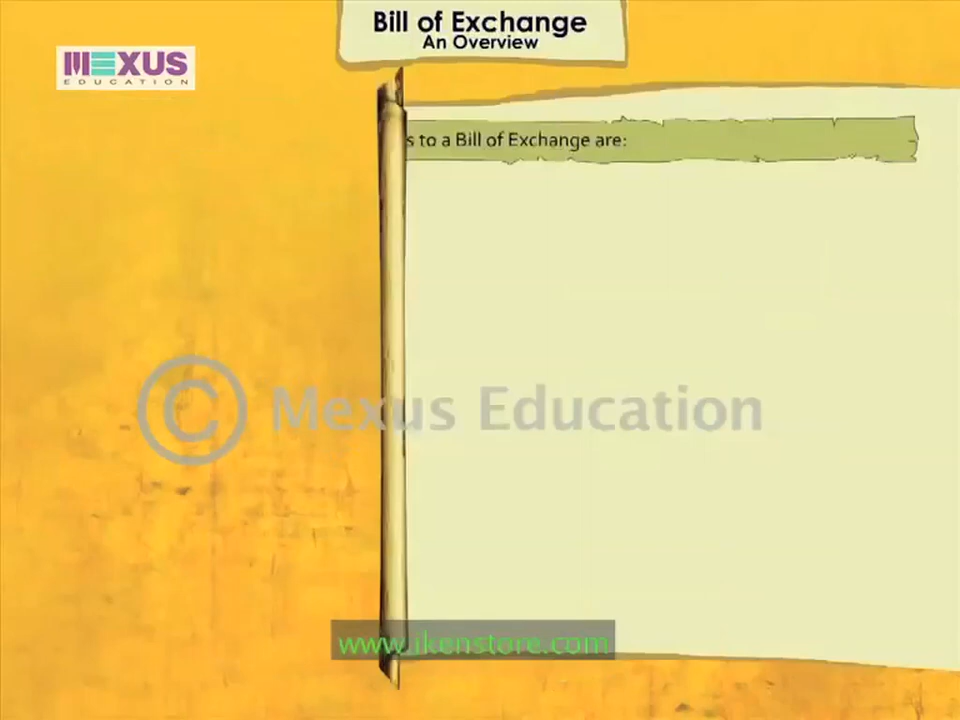 Bill of Exchange
An Overview
MEXUS
EDUCATION
s to a Bill of Exchange are:
© Mexus Education
www.ikenstore.com